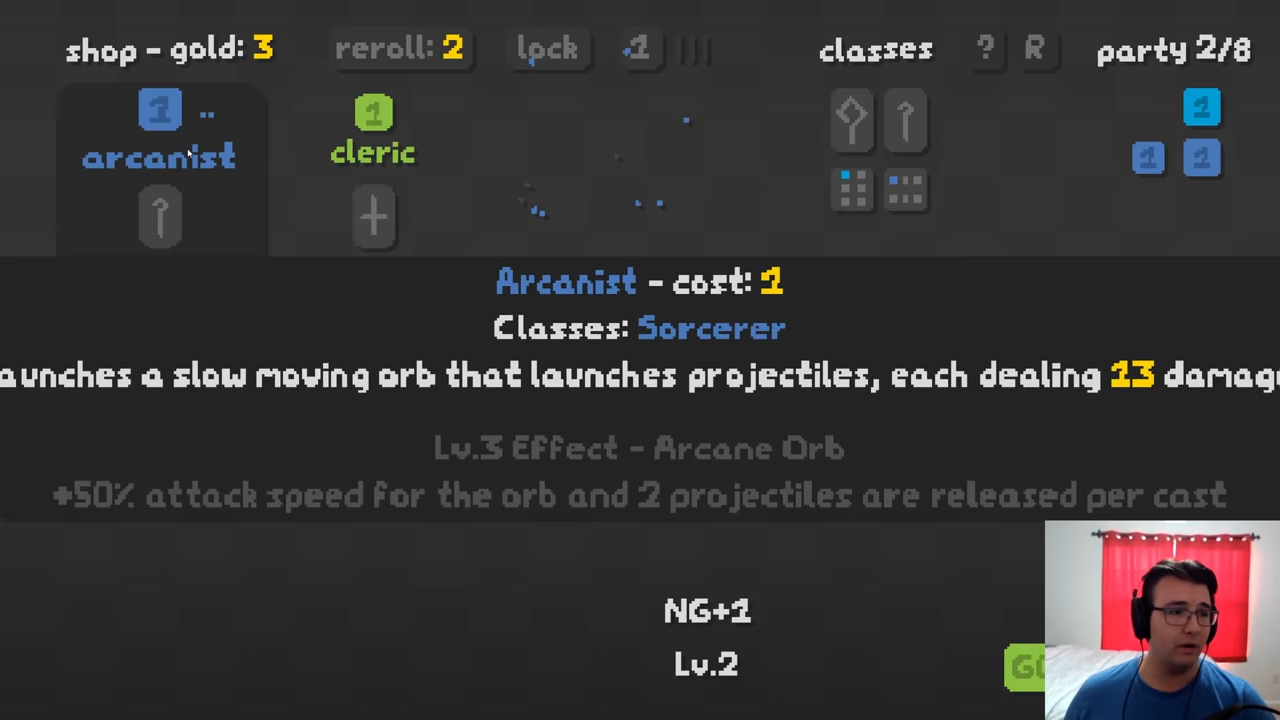 shop - gold: 3
reroll: 2
lock
1
classes
?
R
party 2/8
1
..
1
1
1
1
arcanist
cleric
Arcanist - cost: 1
Classes: Sorcerer
aunches a slow moving orb that launches projectiles, each dealing 13 damag
Lv.3 Effect - Arcane Orb
+50% attack speed for the orb and 2 projectiles are released per cast
NG+1
Lv.2
GO